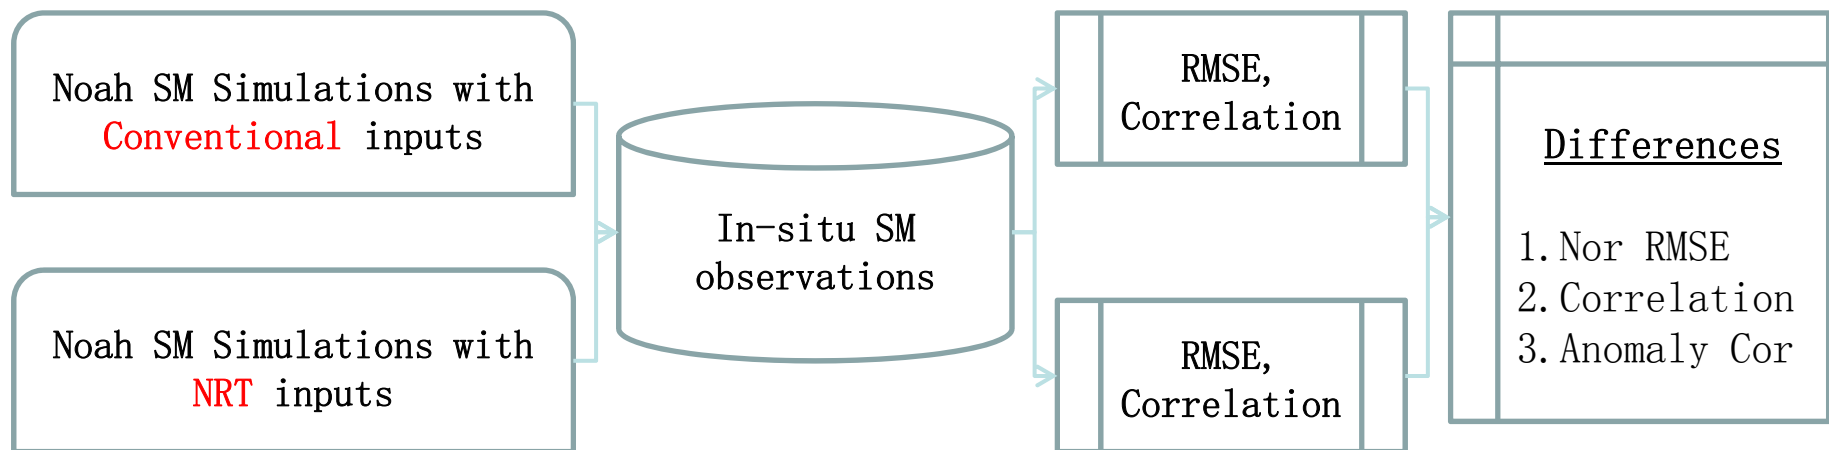 Noah SM Simulations with
Conventional inputs
Noah SM Simulations with
NRT inputs
In-situ SM
observations
RMSE,
Correlation
RMSE,
Correlation
Differences
1. Nor RMSE
2. Correlation
3. Anomaly Cor